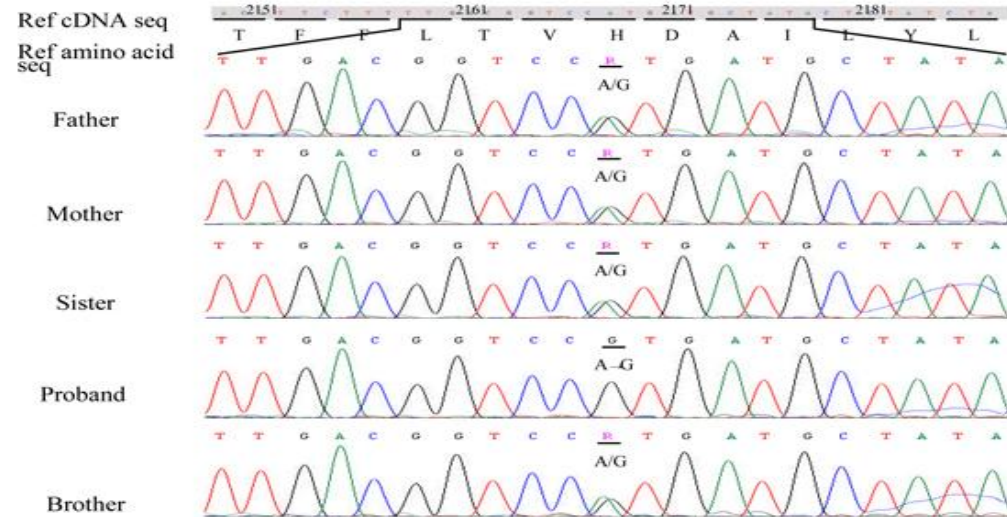 2151 2161 2171 2181
Ref cDNA seq
T F F L T V H D A I L Y L
Ref amino acid
seq
T T G A C G G T C C R T G A T G C T A T A
A/G
Father
T T G A C G G T C C R T G A T G C T A T A
A/G
Mother
T T G A C G G T C C R T G A T G C T A T A
A/G
Sister
T T G A C G G T C C G T G A T G C T A T A
A→G
Proband
T T G A C G G T C C R T G A T G C T A T A
A/G
Brother